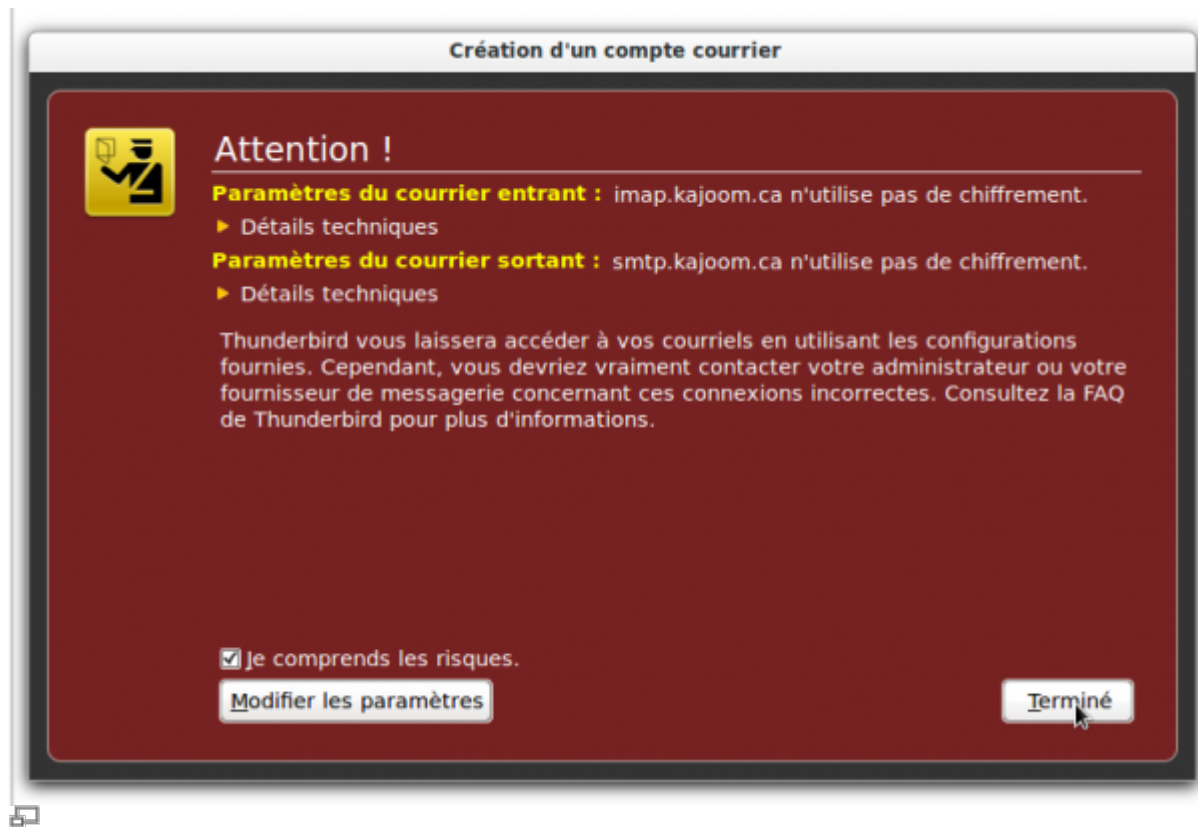 Création d'un compte courrier
Attention !
Paramètres du courrier entrant : imap.kajoom.ca n'utilise pas de chiffrement.
Détails techniques
Paramètres du courrier sortant : smtp.kajoom.ca n'utilise pas de chiffrement.
Détails techniques
Thunderbird vous laissera accéder à vos courriels en utilisant les configurations
fournies. Cependant, vous devriez vraiment contacter votre administrateur ou votre
fournisseur de messagerie concernant ces connexions incorrectes. Consultez la FAQ
de Thunderbird pour plus d'informations.
Je comprends les risques.
Modifier les paramètres Terminé